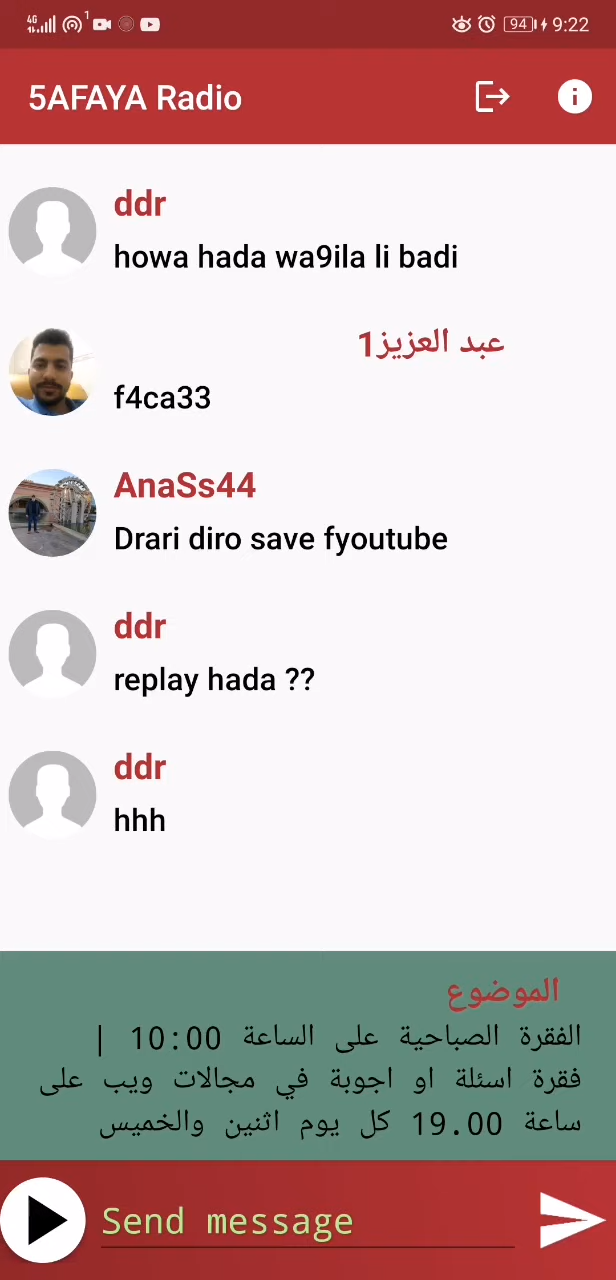 4G 1 94 9:22
5AFAYA Radio
ddr
howa hada wa9ila li badi
عبد العزيز1
f4ca33
AnaSs44
Drari diro save fyoutube
ddr
replay hada ??
ddr
hhh
الموضوع
الفقرة الصباحية على الساعة 10:00 |
فقرة اسئلة او اجوبة في مجالات ويب على
ساعة 19.00 كل يوم اثنين والخميس
Send message